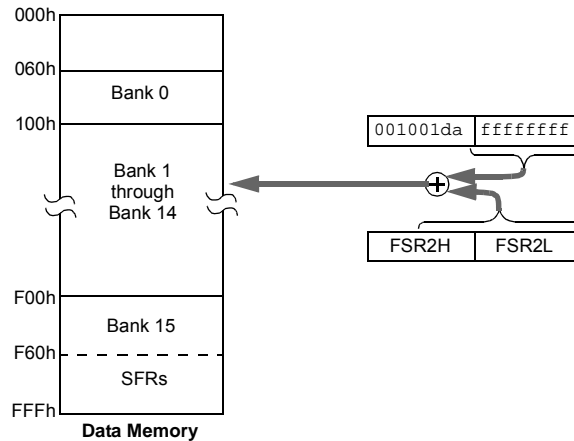 000h
060h
Bank 0
100h
001001da ffffffff
Bank 1
through
Bank 14
FSR2H FSR2L
F00h
Bank 15
F60h
SFRs
FFFh
Data Memory